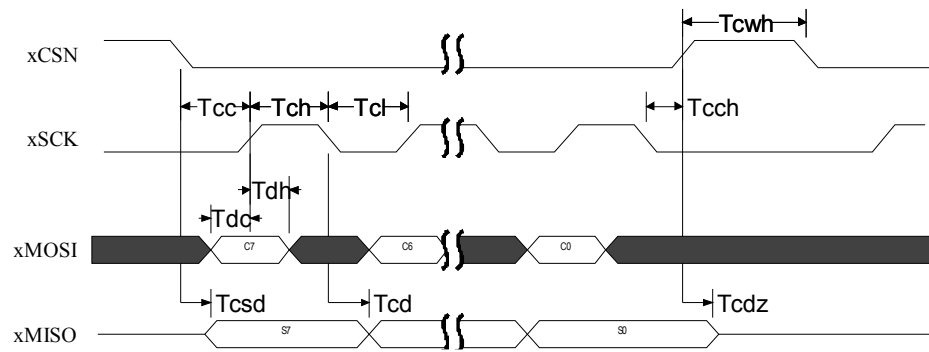 Tcwh
xCSN
Tcc Tch Tcl Tcch
xSCK
Tdh
Tdc
xMOSI C7 C6 C0
Tcsd Tcd Tcdz
xMISO S7 S0